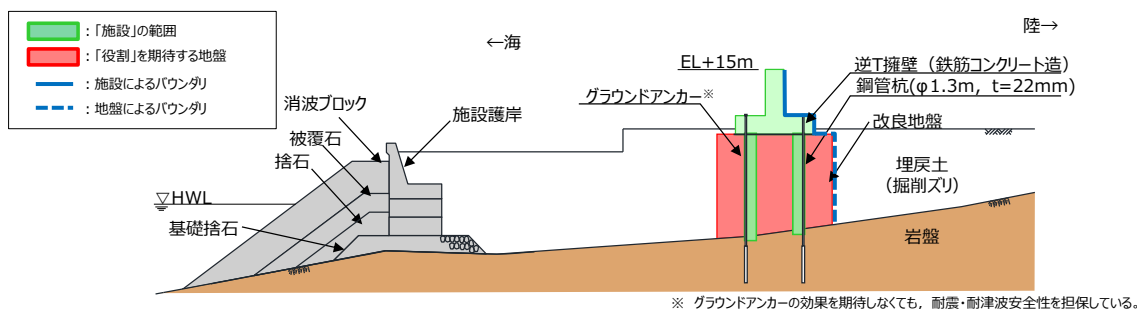 :「施設」の範囲
:「役割」を期待する地盤
: 施設によるバウンダリ
: 地盤によるバウンダリ
←海
陸→
EL+15m
逆T擁壁（鉄筋コンクリート造）
グラウンドアンカー※
鋼管杭(φ1.3m, t=22mm)
消波ブロック
施設護岸
改良地盤
被覆石
捨石
埋戻土
(掘削ズリ)
▽HWL
基礎捨石
岩盤
※ グラウンドアンカーの効果を期待しなくても，耐震・耐津波安全性を担保している。